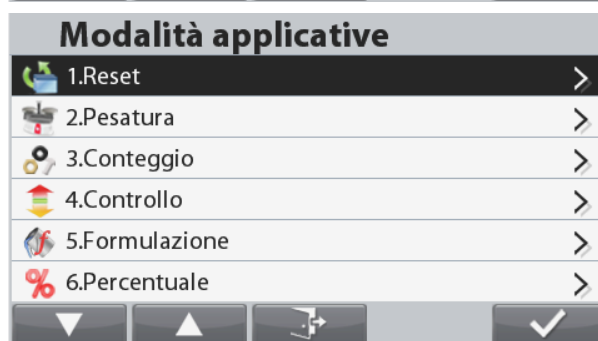 Modalità applicative
1.Reset
2.Pesatura
3.Conteggio
4.Controllo
5.Formulazione
6.Percentuale